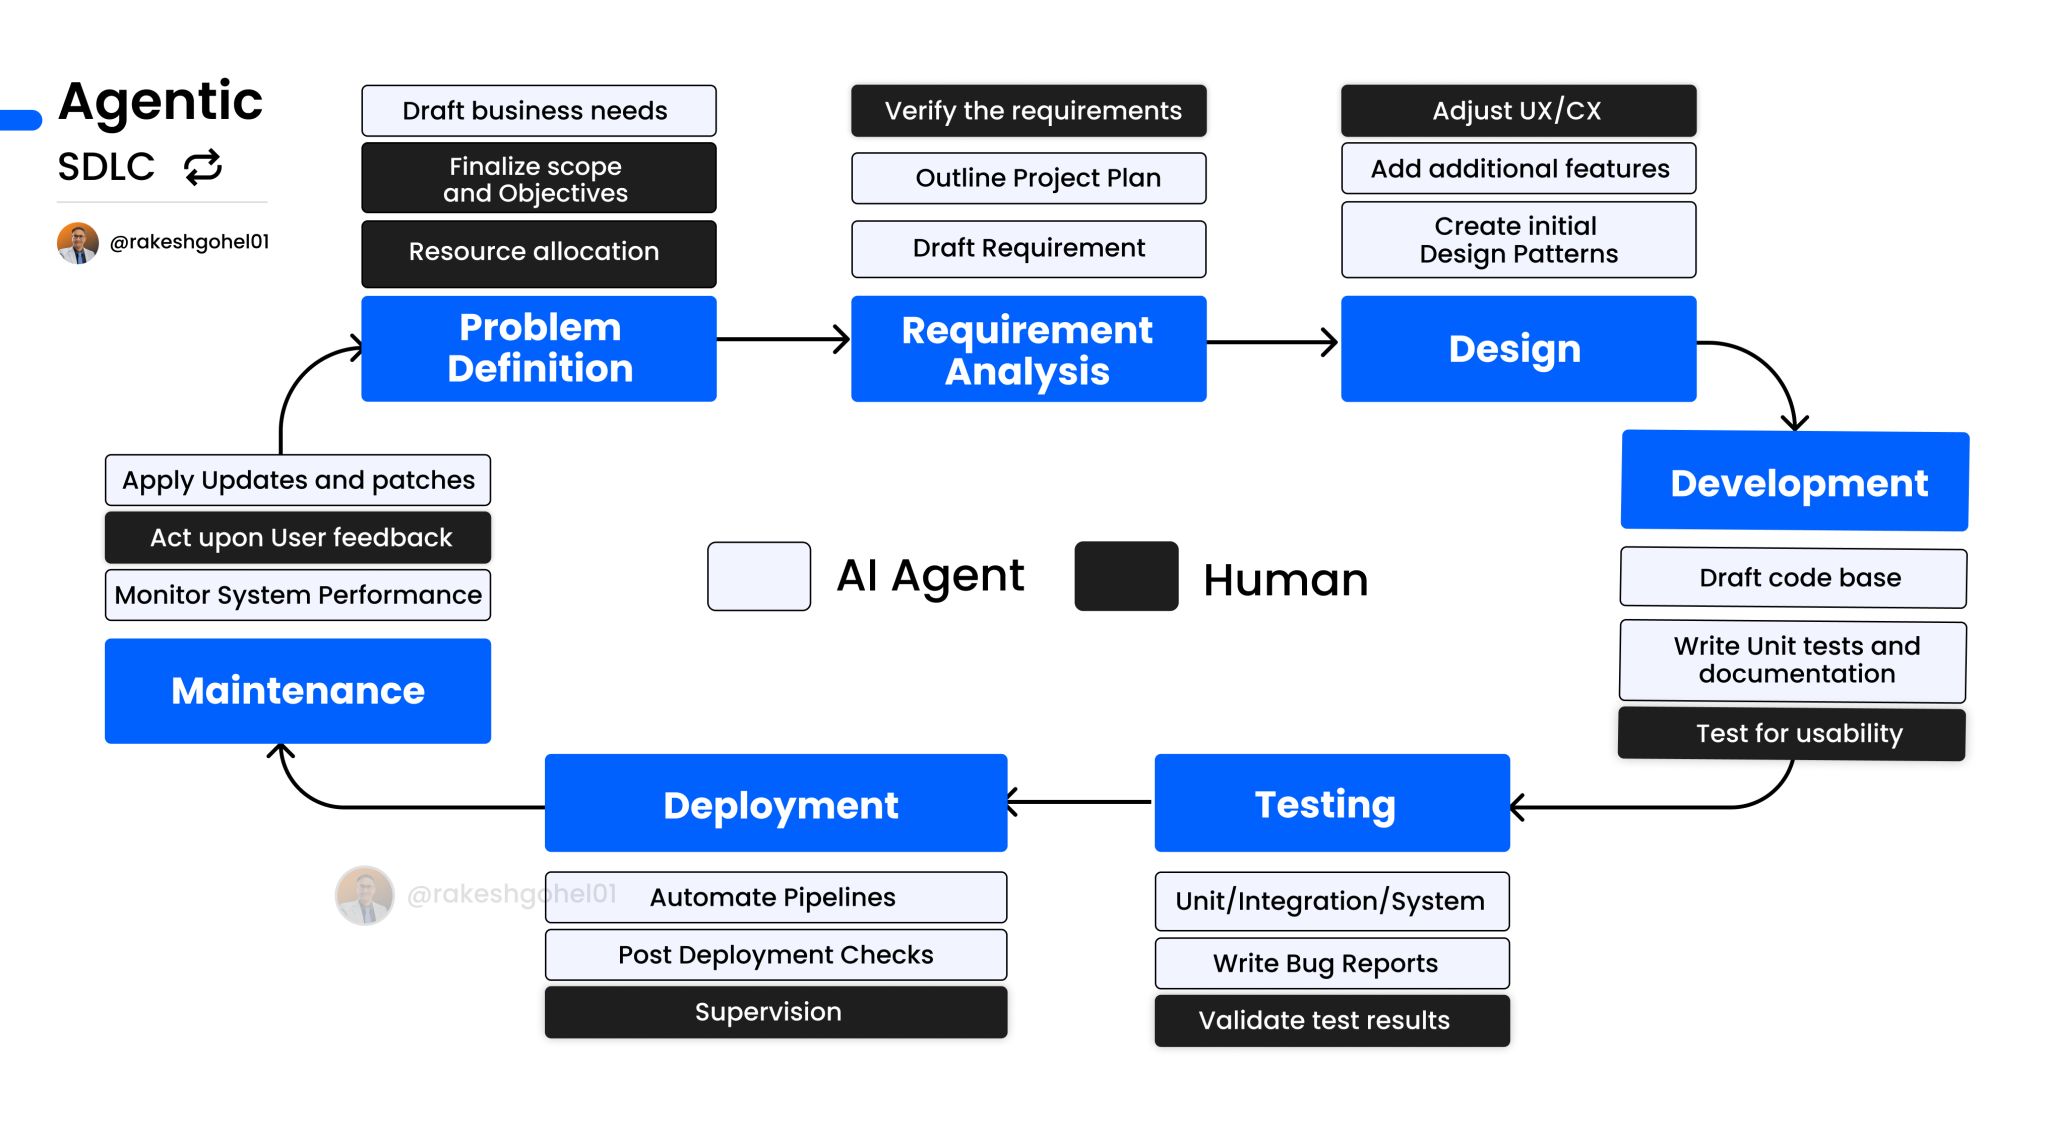 Agentic
SDLC
@rakeshgohel01
Draft business needs
Finalize scope
and Objectives
Resource allocation
Problem
Definition
Verify the requirements
Outline Project Plan
Draft Requirement
Requirement
Analysis
Adjust UX/CX
Add additional features
Create initial
Design Patterns
Design
Development
Draft code base
Write Unit tests and
documentation
Test for usability
Apply Updates and patches
Act upon User feedback
Monitor System Performance
Maintenance
AI Agent
Human
Deployment
Automate Pipelines
Post Deployment Checks
Supervision
Testing
Unit/Integration/System
Write Bug Reports
Validate test results
@rakeshgohel01